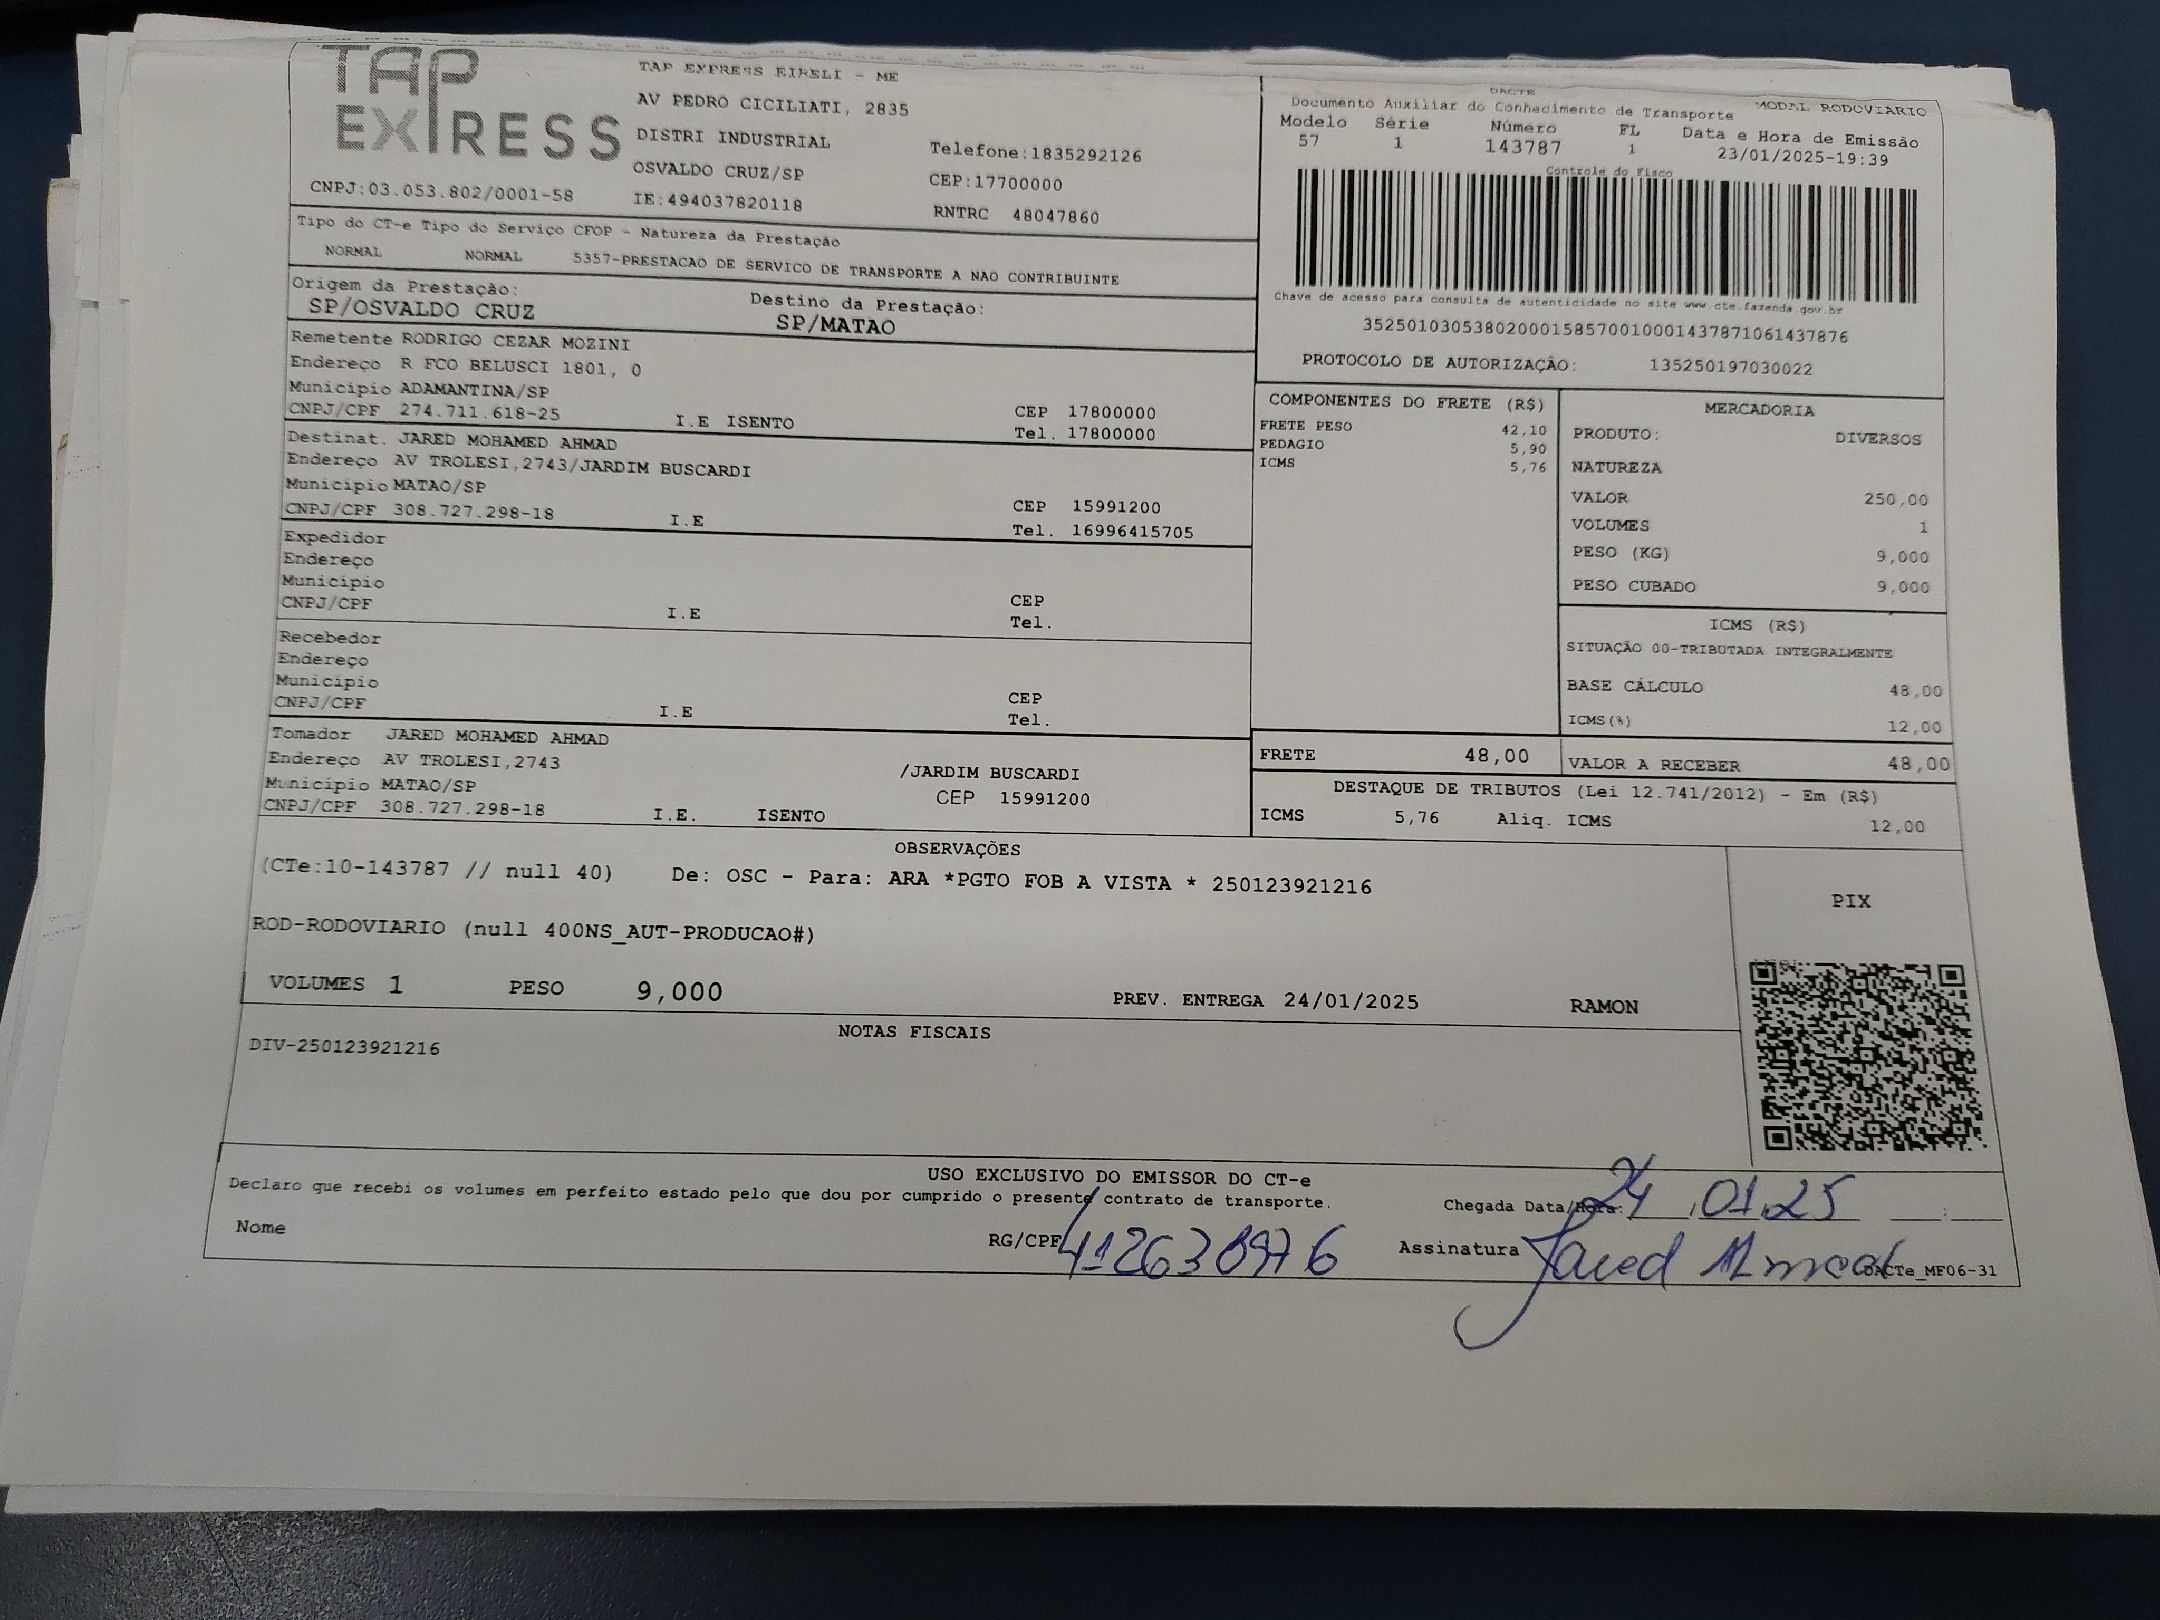 TAP EXPRESS
TAP EXPRESS EIRELI - ME
AV PEDRO CICILIATI, 2835
DISTRI INDUSTRIAL
Telefone:1835292126
OSVALDO CRUZ/SP
CEP:17700000
CNPJ:03.053.802/0001-58
IE:494037820118
RNTRC 48047860
DACTE
MODAL RODOVIARIO
Documento Auxiliar do Conhecimento de Transporte
Modelo Série Número FL Data e Hora de Emissão
57 1 143787 1 23/01/2025-19:39
Controle do Fisco
Chave de acesso para consulta de autenticidade no site www.cte.fazenda.gov.br
35250103053802000158570010001437871061437876
PROTOCOLO DE AUTORIZAÇÃO: 135250197030022
Tipo do CT-e Tipo do Serviço CFOP - Natureza da Prestação
NORMAL NORMAL 5357-PRESTACAO DE SERVICO DE TRANSPORTE A NAO CONTRIBUINTE
Origem da Prestação: Destino da Prestação:
SP/OSVALDO CRUZ SP/MATAO
Remetente RODRIGO CEZAR MOZINI
Endereço R FCO BELUSCI 1801, 0
Município ADAMANTINA/SP
CEP 17800000
CNPJ/CPF 274.711.618-25 I.E ISENTO
Tel. 17800000
Destinat. JARED MOHAMED AHMAD
Endereço AV TROLESI,2743/JARDIM BUSCARDI
Município MATAO/SP
CEP 15991200
CNPJ/CPF 308.727.298-18 I.E
Tel. 16996415705
Expedidor
Endereço
Município
CEP
CNPJ/CPF I.E
Tel.
Recebedor
Endereço
Município
CEP
CNPJ/CPF I.E
Tel.
Tomador JARED MOHAMED AHMAD
Endereço AV TROLESI,2743 /JARDIM BUSCARDI
Município MATAO/SP CEP 15991200
CNPJ/CPF 308.727.298-18 I.E. ISENTO
COMPONENTES DO FRETE (R$)
FRETE PESO 42,10
PEDAGIO 5,90
ICMS 5,76
MERCADORIA
PRODUTO: DIVERSOS
NATUREZA
VALOR 250,00
VOLUMES 1
PESO (KG) 9,000
PESO CUBADO 9,000
ICMS (R$)
SITUAÇÃO 00-TRIBUTADA INTEGRALMENTE
BASE CÁLCULO 48,00
ICMS(%) 12,00
FRETE 48,00
VALOR A RECEBER 48,00
DESTAQUE DE TRIBUTOS (Lei 12.741/2012) - Em (R$)
ICMS 5,76 Aliq. ICMS 12,00
OBSERVAÇÕES
(CTe:10-143787 // null 40) De: OSC - Para: ARA *PGTO FOB A VISTA * 250123921216
PIX
ROD-RODOVIARIO (null 400NS_AUT-PRODUCAO#)
VOLUMES 1 PESO 9,000 PREV. ENTREGA 24/01/2025 RAMON
NOTAS FISCAIS
DIV-250123921216
USO EXCLUSIVO DO EMISSOR DO CT-e
Declaro que recebi os volumes em perfeito estado pelo que dou por cumprido o presente contrato de transporte.
Chegada Data/Hora: 24 01 25
Nome
RG/CPF 412638976
Assinatura Jared Ahmad
DACTe_MF06-31